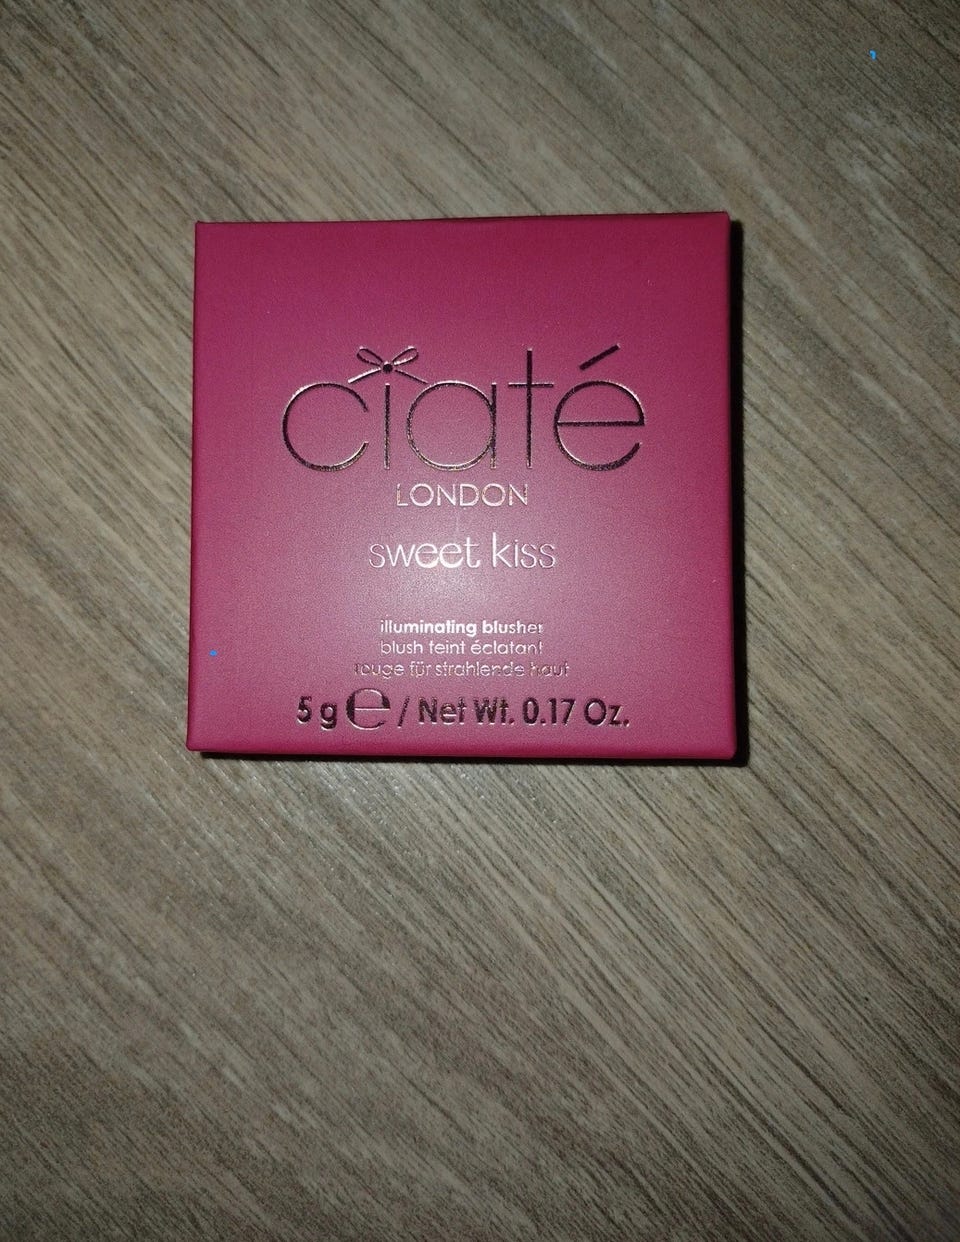 ciaté
LONDON
sweet kiss
illuminating blusher
blush teint éclatant
rouge für strahlende haut
5 g ℮ / Net Wt. 0.17 Oz.